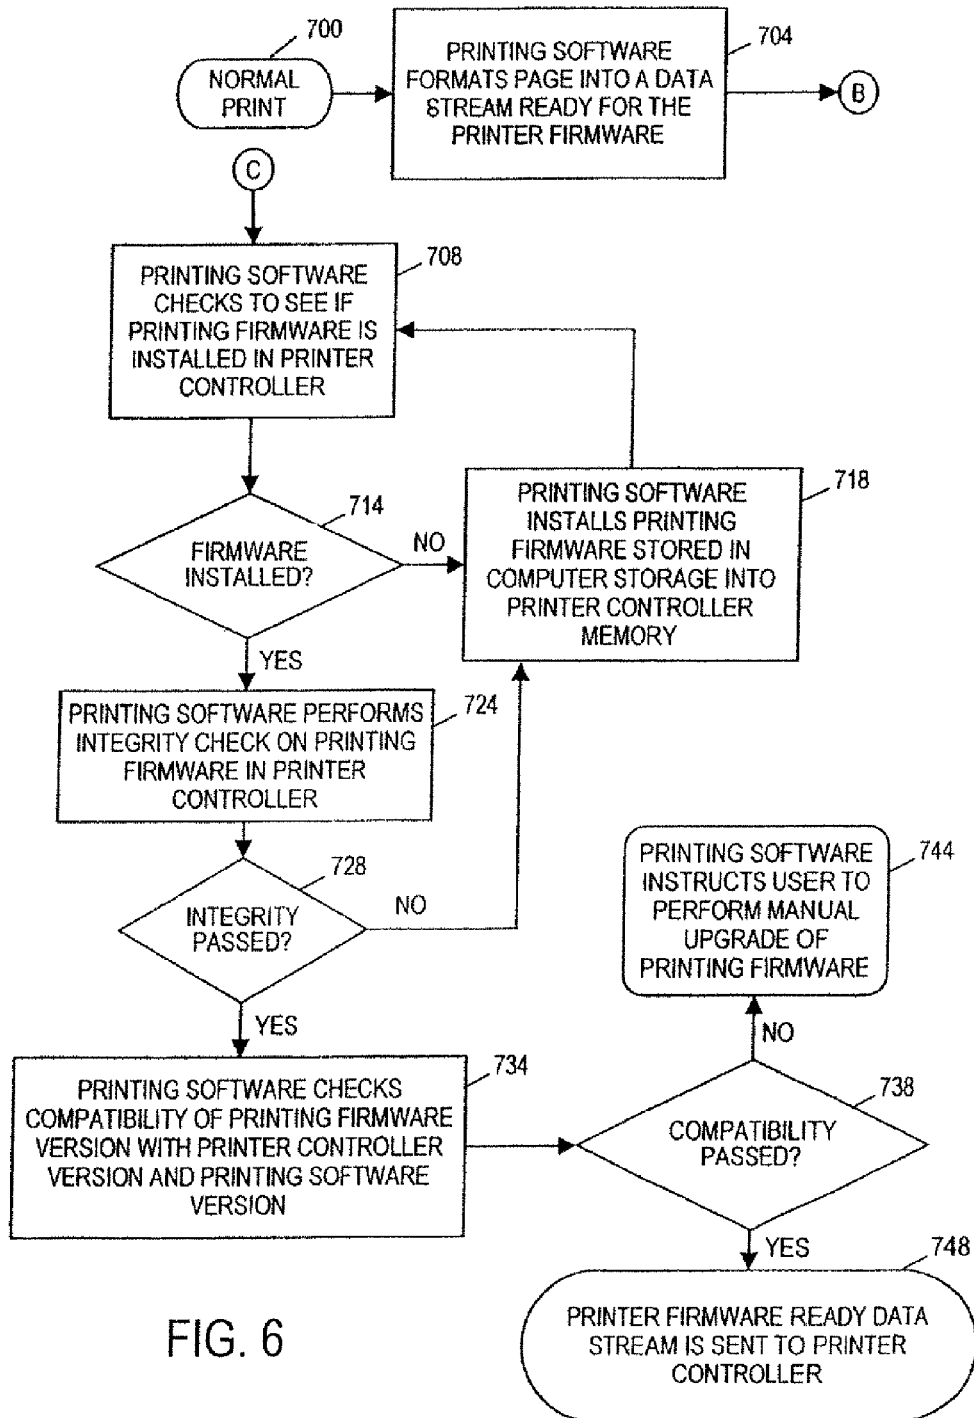 700
NORMAL
PRINT
704
PRINTING SOFTWARE
FORMATS PAGE INTO A DATA
STREAM READY FOR THE
PRINTER FIRMWARE
B
C
708
PRINTING SOFTWARE
CHECKS TO SEE IF
PRINTING FIRMWARE IS
INSTALLED IN PRINTER
CONTROLLER
714
FIRMWARE
INSTALLED?
NO
718
PRINTING SOFTWARE
INSTALLS PRINTING
FIRMWARE STORED IN
COMPUTER STORAGE INTO
PRINTER CONTROLLER
MEMORY
YES
724
PRINTING SOFTWARE PERFORMS
INTEGRITY CHECK ON PRINTING
FIRMWARE IN PRINTER
CONTROLLER
728
INTEGRITY
PASSED?
NO
YES
734
PRINTING SOFTWARE CHECKS
COMPATIBILITY OF PRINTING FIRMWARE
VERSION WITH PRINTER CONTROLLER
VERSION AND PRINTING SOFTWARE
VERSION
738
COMPATIBILITY
PASSED?
NO
744
PRINTING SOFTWARE
INSTRUCTS USER TO
PERFORM MANUAL
UPGRADE OF
PRINTING FIRMWARE
YES
748
PRINTER FIRMWARE READY DATA
STREAM IS SENT TO PRINTER
CONTROLLER
FIG. 6